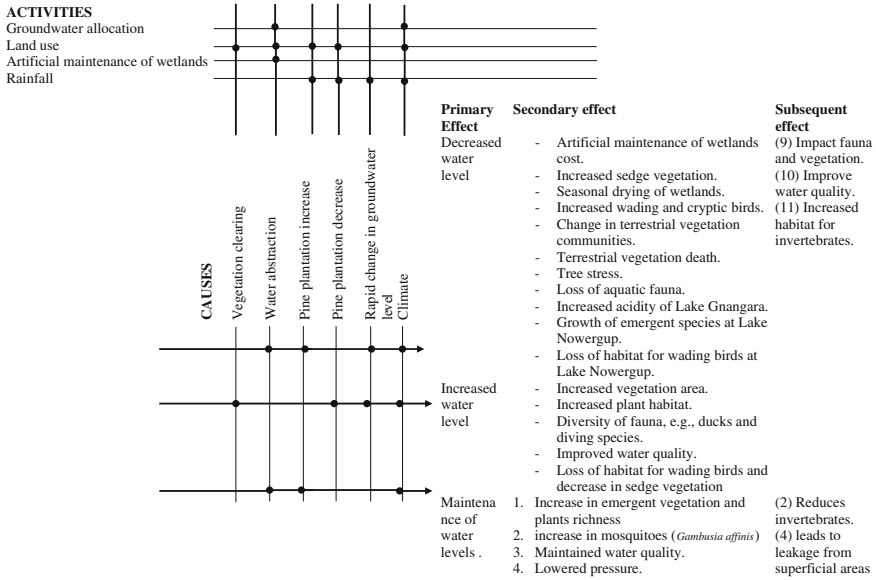 ACTIVITIES
Groundwater allocation
Land use
Artificial maintenance of wetlands
Rainfall
CAUSES
Vegetation clearing
Water abstraction
Pine plantation increase
Pine plantation decrease
Rapid change in groundwater
level
Climate
Primary
Effect
Decreased
water
level
Increased
water
level
Maintena
nce of
water
levels .
Secondary effect
- Artificial maintenance of wetlands
cost.
- Increased sedge vegetation.
- Seasonal drying of wetlands.
- Increased wading and cryptic birds.
- Change in terrestrial vegetation
communities.
- Terrestrial vegetation death.
- Tree stress.
- Loss of aquatic fauna.
- Increased acidity of Lake Gnangara.
- Growth of emergent species at Lake
Nowergup.
- Loss of habitat for wading birds at
Lake Nowergup.
- Increased vegetation area.
- Increased plant habitat.
- Diversity of fauna, e.g., ducks and
diving species.
- Improved water quality.
- Loss of habitat for wading birds and
decrease in sedge vegetation
1. Increase in emergent vegetation and
plants richness
2. increase in mosquitoes (Gambusia affinis)
3. Maintained water quality.
4. Lowered pressure.
Subsequent
effect
(9) Impact fauna
and vegetation.
(10) Improve
water quality.
(11) Increased
habitat for
invertebrates.
(2) Reduces
invertebrates.
(4) leads to
leakage from
superficial areas